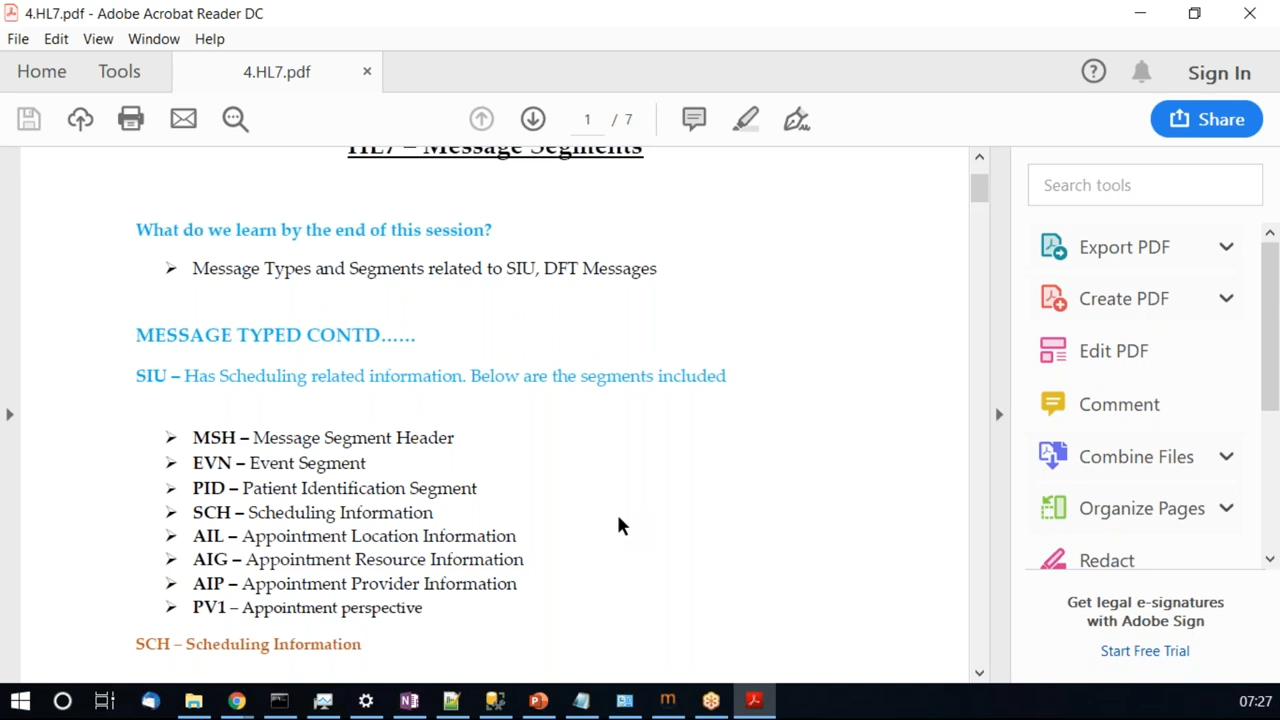 4.HL7.pdf - Adobe Acrobat Reader DC
File Edit View Window Help
Home Tools 4.HL7.pdf × Sign In
1 / 7 Share
HL7 – Message Segments
What do we learn by the end of this session?
➢ Message Types and Segments related to SIU, DFT Messages
MESSAGE TYPED CONTD……
SIU – Has Scheduling related information. Below are the segments included
➢ MSH – Message Segment Header
➢ EVN – Event Segment
➢ PID – Patient Identification Segment
➢ SCH – Scheduling Information
➢ AIL – Appointment Location Information
➢ AIG – Appointment Resource Information
➢ AIP – Appointment Provider Information
➢ PV1 – Appointment perspective
SCH – Scheduling Information
Search tools
Export PDF
Create PDF
Edit PDF
Comment
Combine Files
Organize Pages
Redact
Get legal e-signatures
with Adobe Sign
Start Free Trial
07:27